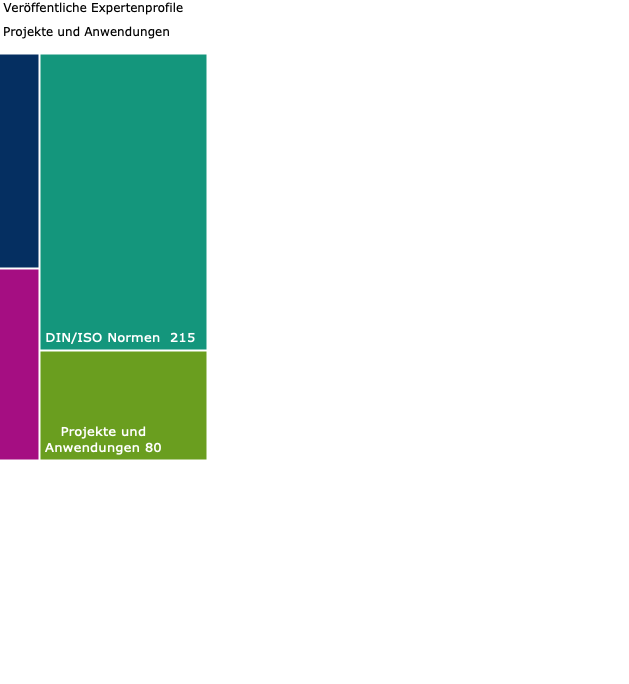 Veröffentliche Expertenprofile
Projekte und Anwendungen
DIN/ISO Normen 215
Projekte und
Anwendungen 80